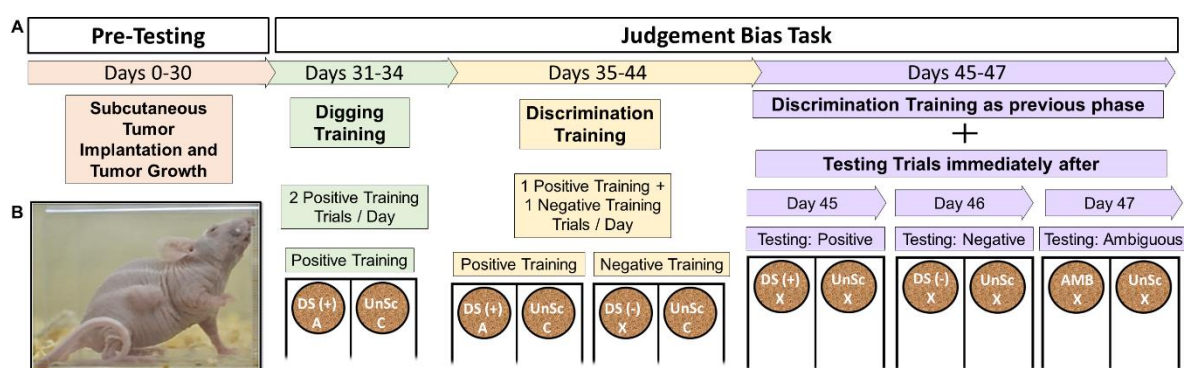 A
Pre-Testing
Judgement Bias Task
Days 0-30
Days 31-34
Days 35-44
Days 45-47
Subcutaneous
Tumor
Implantation and
Tumor Growth
Digging
Training
Discrimination
Training
Discrimination Training as previous phase
+
Testing Trials immediately after
2 Positive Training
Trials / Day
1 Positive Training +
1 Negative Training
Trials / Day
Day 45
Day 46
Day 47
B
Positive Training
Positive Training
Negative Training
Testing: Positive
Testing: Negative
Testing: Ambiguous
DS (+)
A
UnSc
C
DS (+)
A
UnSc
C
DS (-)
X
UnSc
C
DS (+)
X
UnSc
X
DS (-)
X
UnSc
X
AMB
X
UnSc
X